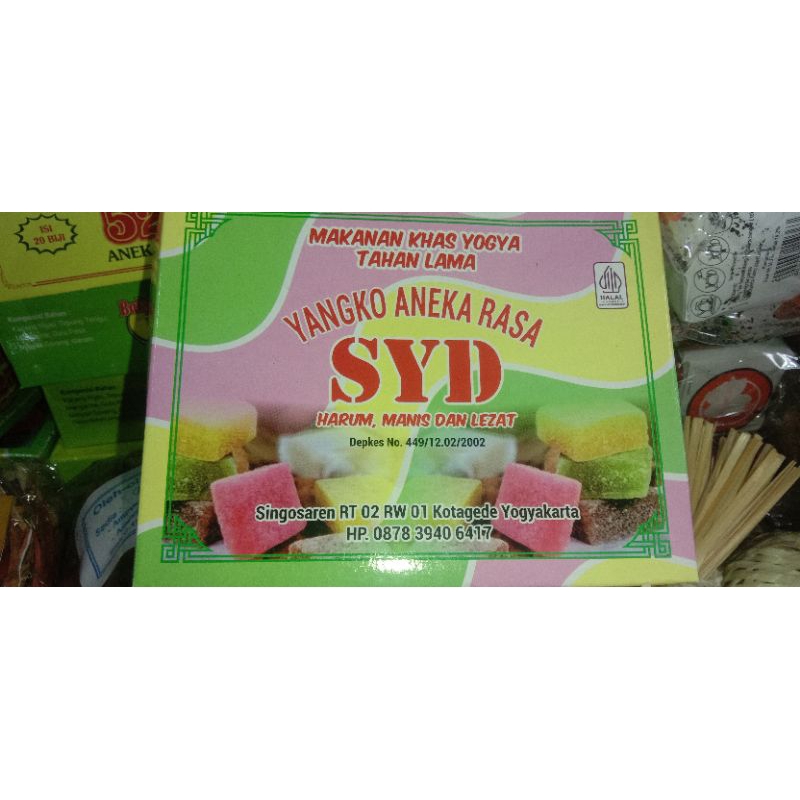 MAKANAN KHAS YOGYA
TAHAN LAMA
HALAL
YANGKO ANEKA RASA
SYD
HARUM, MANIS DAN LEZAT
Depkes No. 449/12.02/2002
Singosaren RT 02 RW 01 Kotagede Yogyakarta
HP. 0878 3940 6417
ISI
20 BIJI
52
ANEK